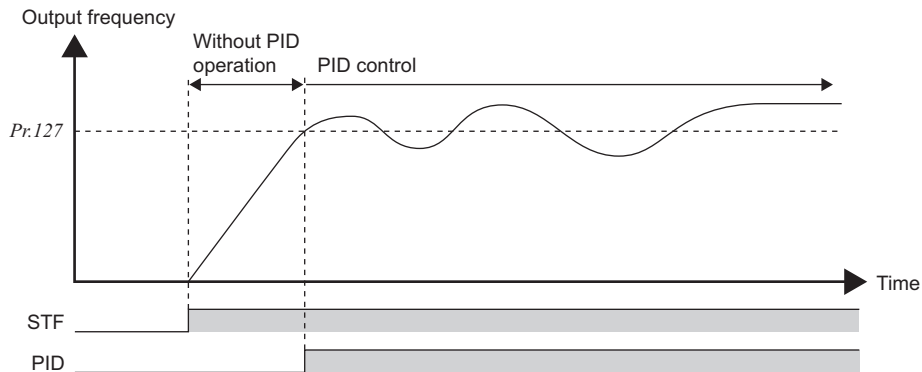 Output frequency
Without PID
operation
PID control
Pr.127
Time
STF
PID